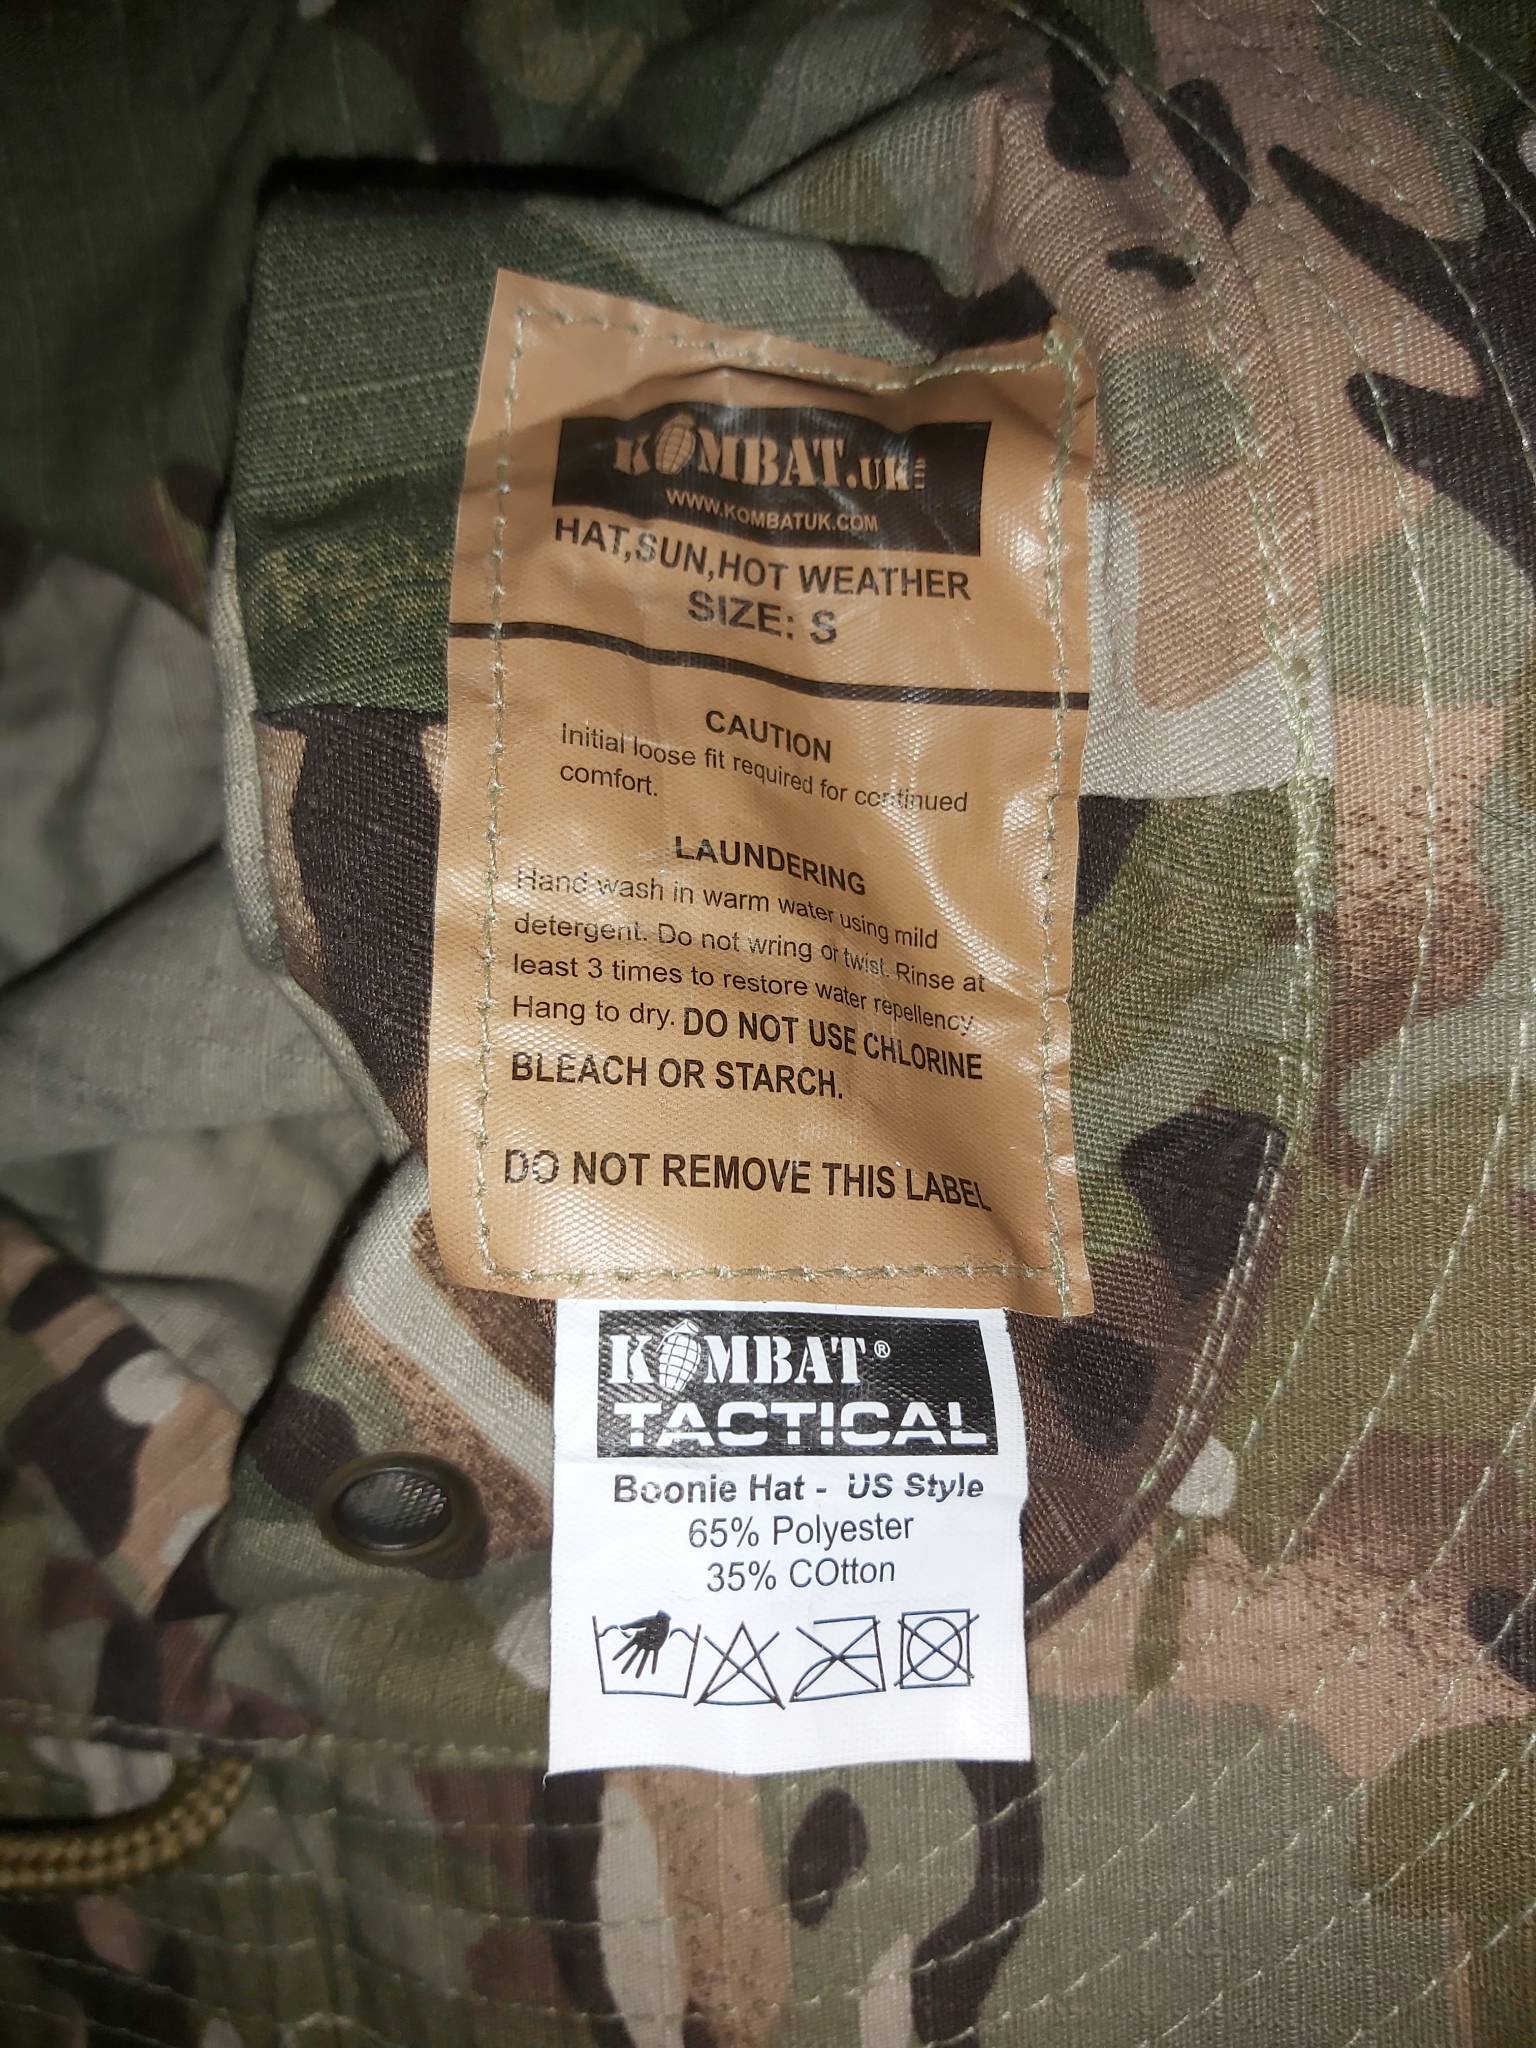 KOMBAT.UK LTD
WWW.KOMBATUK.COM
HAT,SUN,HOT WEATHER
SIZE: S
CAUTION
Initial loose fit required for continued
comfort.
LAUNDERING
Hand wash in warm water using mild
detergent. Do not wring or twist. Rinse at
least 3 times to restore water repellency
Hang to dry. DO NOT USE CHLORINE
BLEACH OR STARCH.
DO NOT REMOVE THIS LABEL
KOMBAT®
TACTICAL
Boonie Hat - US Style
65% Polyester
35% COtton